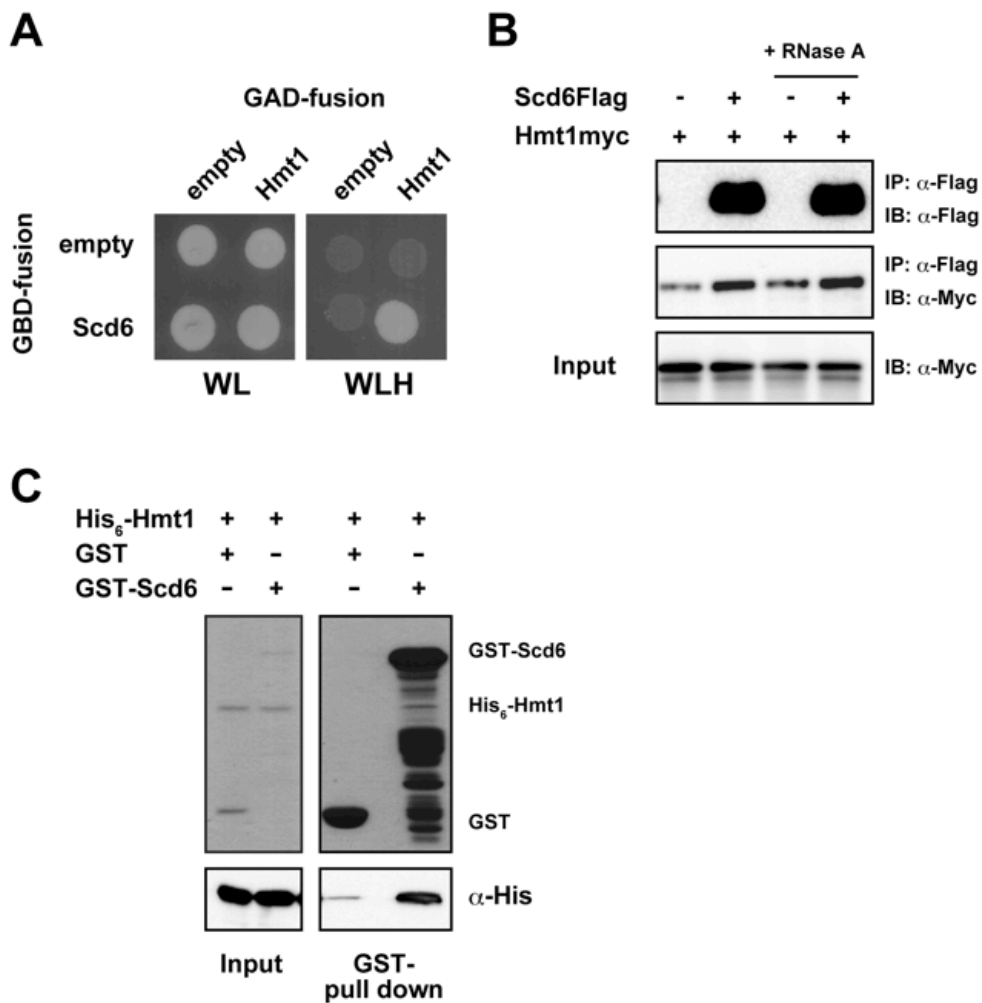 A
GAD-fusion
empty Hmt1 empty Hmt1
GBD-fusion
empty
Scd6
WL WLH
B
+ RNase A
Scd6Flag - + - +
Hmt1myc + + + +
IP: α-Flag
IB: α-Flag
IP: α-Flag
IB: α-Myc
Input IB: α-Myc
C
His₆-Hmt1 + + + +
GST + - + -
GST-Scd6 - + - +
GST-Scd6
His₆-Hmt1
GST
α-His
Input GST-
pull down